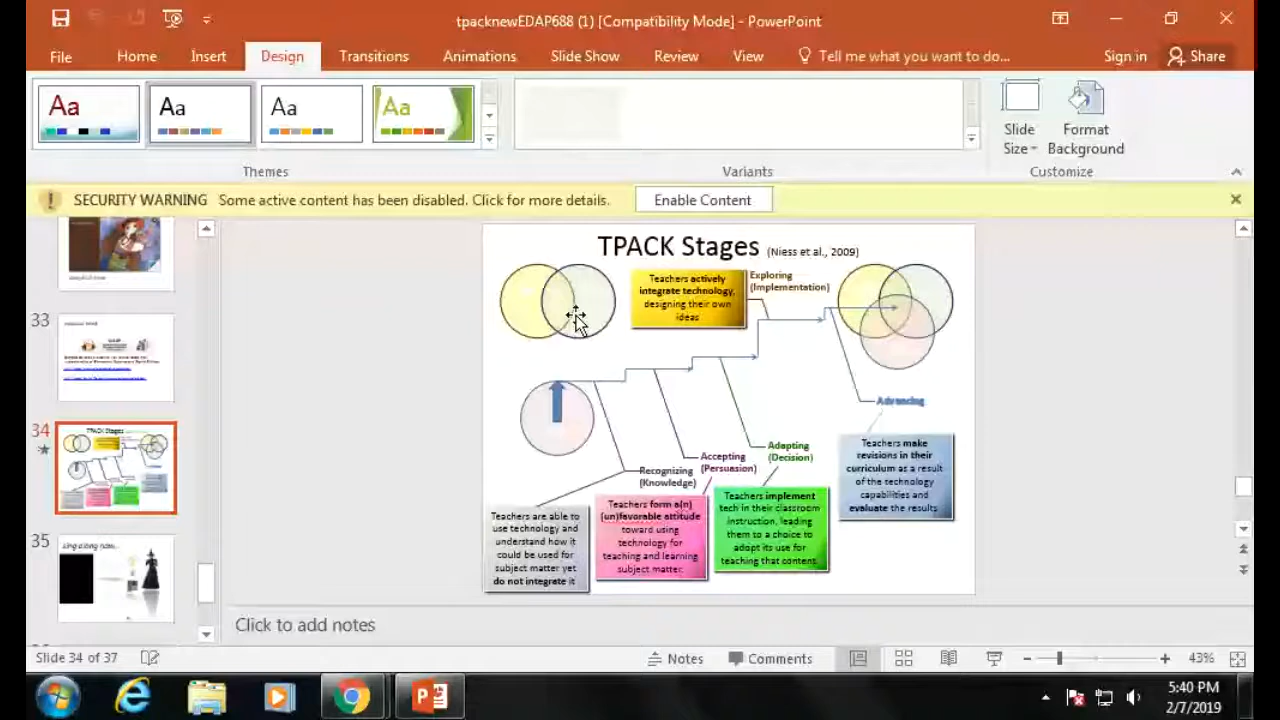 tpacknewEDAP688 (1) [Compatibility Mode] - PowerPoint
File Home Insert Design Transitions Animations Slide Show Review View Tell me what you want to do... Sign in Share
Aa Aa Aa Aa
Slide Size
Format Background
Themes Variants Customize
SECURITY WARNING Some active content has been disabled. Click for more details. Enable Content
33
34
TPACK Stages
35
TPACK Stages (Niess et al., 2009)
Teachers actively
integrate technology,
designing their own
ideas
Exploring
(Implementation)
Advancing
Teachers make
revisions in their
curriculum as a result
of the technology
capabilities and
evaluate the results
Adapting
(Decision)
Accepting
(Persuasion)
Recognizing
(Knowledge)
Teachers are able to
use technology and
understand how it
could be used for
subject matter yet
do not integrate it
Teachers form a(n)
(un)favorable attitude
toward using
technology for
teaching and learning
subject matter.
Teachers implement
tech in their classroom
instruction, leading
them to a choice to
adopt its use for
teaching that content.
Click to add notes
Slide 34 of 37 Notes Comments 43%
5:40 PM
2/7/2019